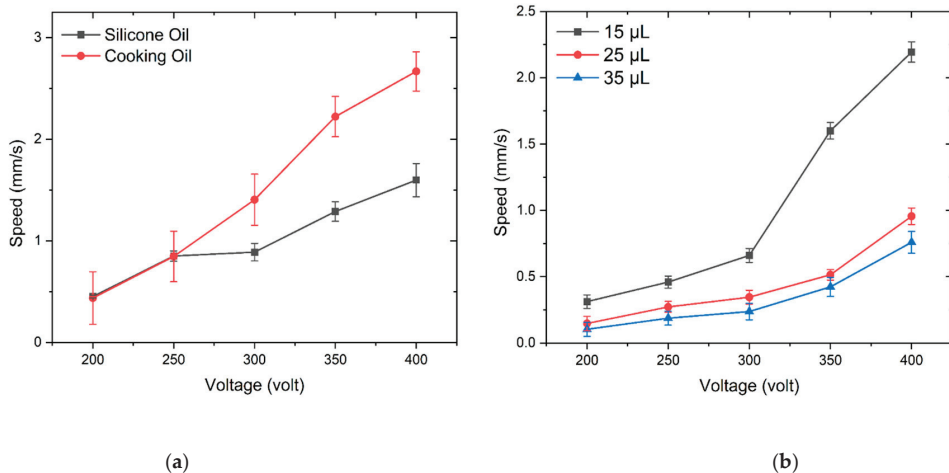 Silicone Oil
Cooking Oil
3
2
1
0
Speed (mm/s)
200 250 300 350 400
Voltage (volt)
(a)
15 µL
25 µL
35 µL
2.5
2.0
1.5
1.0
0.5
0.0
Speed (mm/s)
200 250 300 350 400
Voltage (volt)
(b)